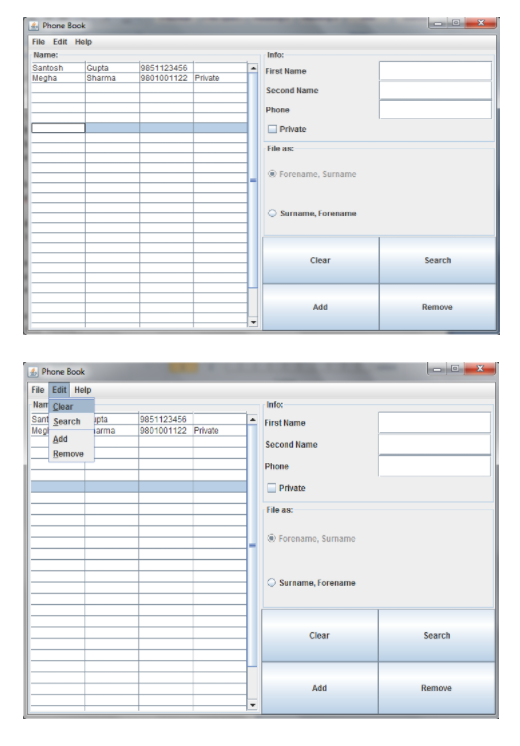 Phone Book
File Edit Help
Name:
Santosh Gupta 9851123456
Megha Sharma 9801001122 Private
Info:
First Name
Second Name
Phone
Private
File as:
Forename, Surname
Surname, Forename
Clear Search
Add Remove
Phone Book
File Edit Help
Nam
Clear
Search
Add
Remove
Sant upta 9851123456
Megh arma 9801001122 Private
Info:
First Name
Second Name
Phone
Private
File as:
Forename, Surname
Surname, Forename
Clear Search
Add Remove